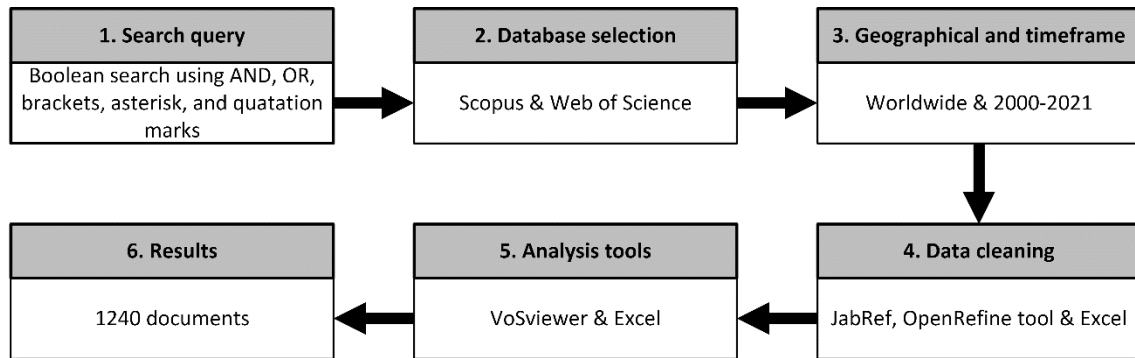 1. Search query
Boolean search using AND, OR,
brackets, asterisk, and quatation
marks
2. Database selection
Scopus & Web of Science
3. Geographical and timeframe
Worldwide & 2000-2021
4. Data cleaning
JabRef, OpenRefine tool & Excel
5. Analysis tools
VoSviewer & Excel
6. Results
1240 documents